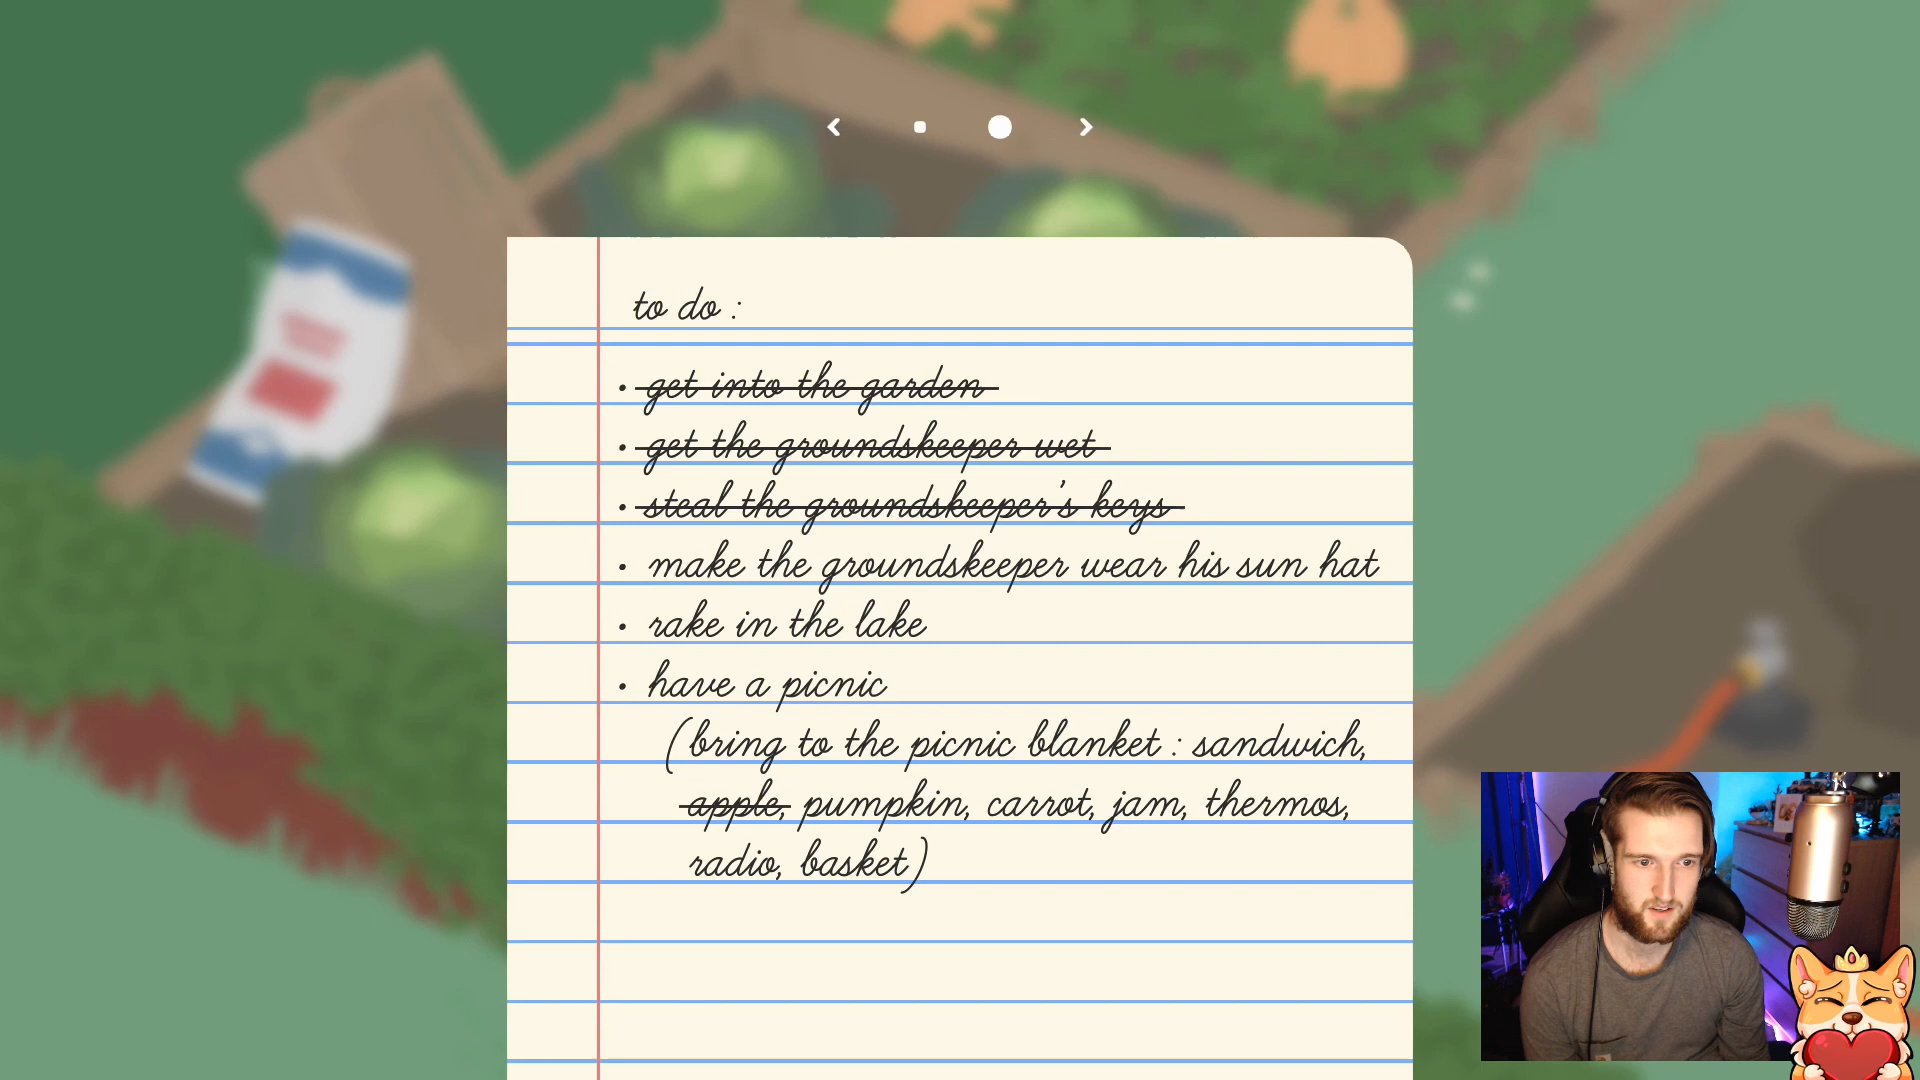 to do :
• get into the garden
• get the groundskeeper wet
• steal the groundskeeper's keys
• make the groundskeeper wear his sun hat
• rake in the lake
• have a picnic
(bring to the picnic blanket : sandwich,
apple, pumpkin, carrot, jam, thermos,
radio, basket)